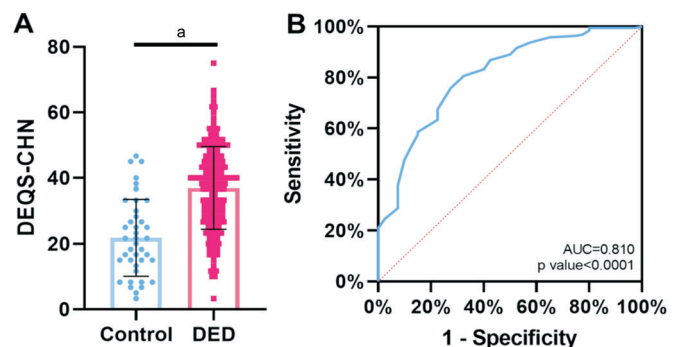 A
a
DEQS-CHN
80
60
40
20
0
Control DED
B
Sensitivity
100%
80%
60%
40%
20%
0%
AUC=0.810
p value<0.0001
0% 20% 40% 60% 80% 100%
1 - Specificity